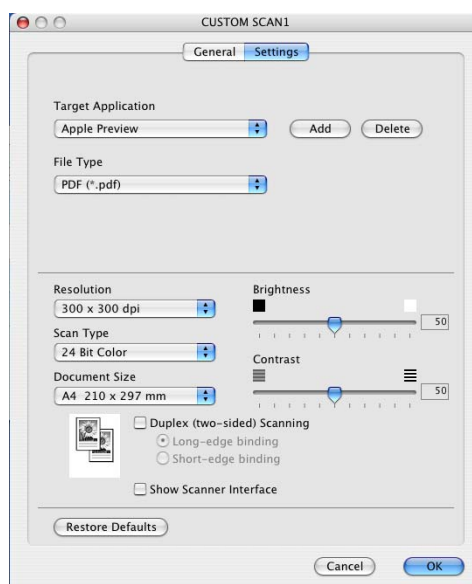 CUSTOM SCAN1
General Settings
Target Application
Apple Preview Add Delete
File Type
PDF (*.pdf)
Resolution
300 x 300 dpi
Scan Type
24 Bit Color
Document Size
A4 210 x 297 mm
Brightness
50
Contrast
50
Duplex (two-sided) Scanning
Long-edge binding
Short-edge binding
Show Scanner Interface
Restore Defaults
Cancel OK